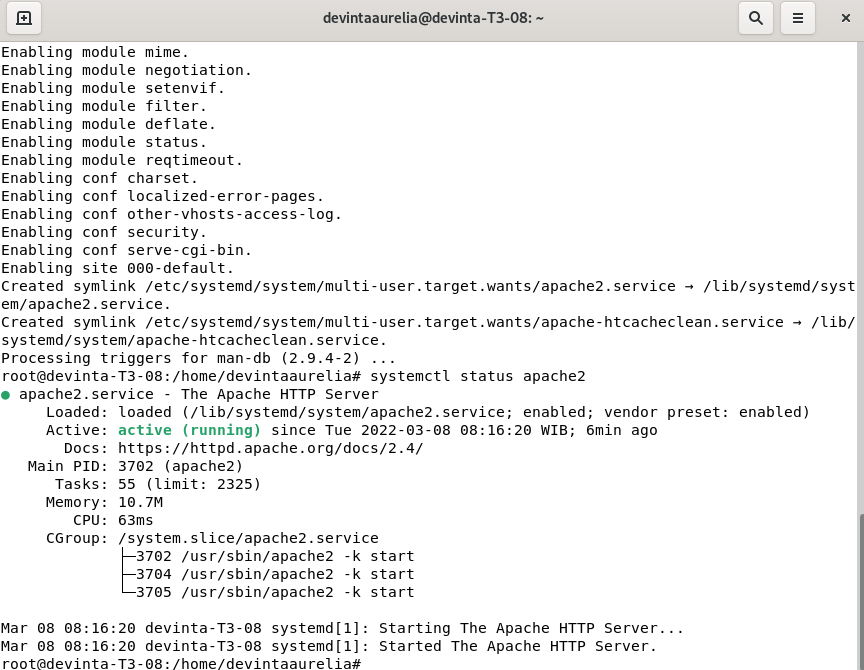 devintaaurelia@devinta-T3-08: ~
Enabling module mime.
Enabling module negotiation.
Enabling module setenvif.
Enabling module filter.
Enabling module deflate.
Enabling module status.
Enabling module reqtimeout.
Enabling conf charset.
Enabling conf localized-error-pages.
Enabling conf other-vhosts-access-log.
Enabling conf security.
Enabling conf serve-cgi-bin.
Enabling site 000-default.
Created symlink /etc/systemd/system/multi-user.target.wants/apache2.service → /lib/systemd/syst
em/apache2.service.
Created symlink /etc/systemd/system/multi-user.target.wants/apache-htcacheclean.service → /lib/
systemd/system/apache-htcacheclean.service.
Processing triggers for man-db (2.9.4-2) ...
root@devinta-T3-08:/home/devintaaurelia# systemctl status apache2
● apache2.service - The Apache HTTP Server
     Loaded: loaded (/lib/systemd/system/apache2.service; enabled; vendor preset: enabled)
     Active: active (running) since Tue 2022-03-08 08:16:20 WIB; 6min ago
       Docs: https://httpd.apache.org/docs/2.4/
   Main PID: 3702 (apache2)
      Tasks: 55 (limit: 2325)
     Memory: 10.7M
        CPU: 63ms
     CGroup: /system.slice/apache2.service
             ├─3702 /usr/sbin/apache2 -k start
             ├─3704 /usr/sbin/apache2 -k start
             └─3705 /usr/sbin/apache2 -k start
Mar 08 08:16:20 devinta-T3-08 systemd[1]: Starting The Apache HTTP Server...
Mar 08 08:16:20 devinta-T3-08 systemd[1]: Started The Apache HTTP Server.
root@devinta-T3-08:/home/devintaaurelia#